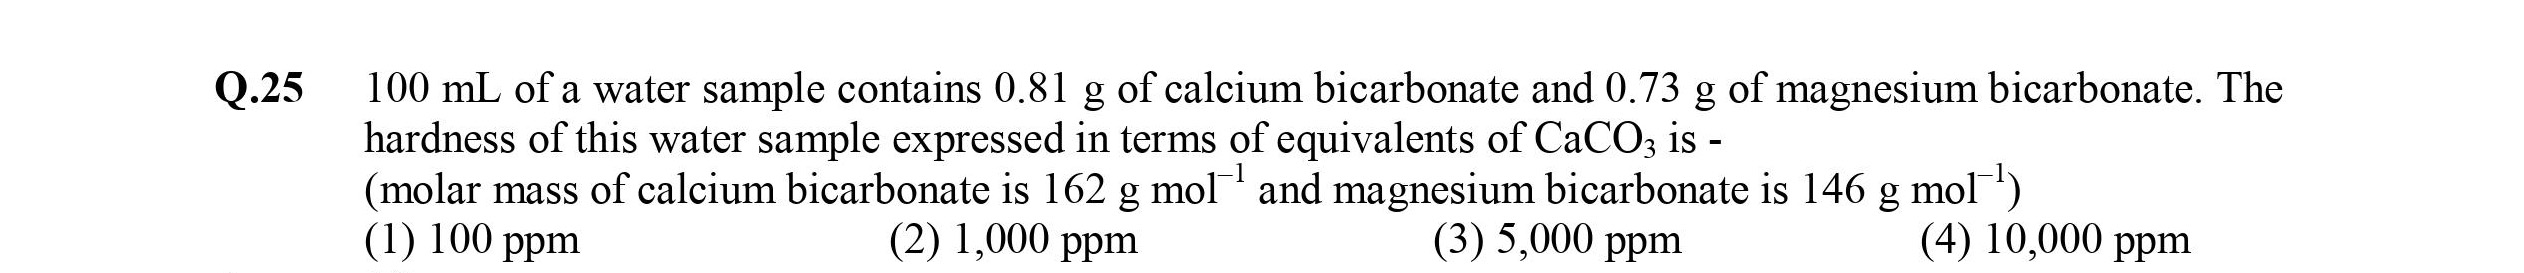 Q.25 100 mL of a water sample contains 0.81 g of calcium bicarbonate and 0.73 g of magnesium bicarbonate. The
hardness of this water sample expressed in terms of equivalents of CaCO₃ is -
(molar mass of calcium bicarbonate is 162 g mol⁻¹ and magnesium bicarbonate is 146 g mol⁻¹)
(1) 100 ppm (2) 1,000 ppm (3) 5,000 ppm (4) 10,000 ppm